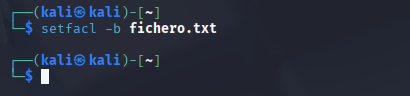 ┌──(kali㉿kali)-[~]
└─$ setfacl -b fichero.txt
┌──(kali㉿kali)-[~]
└─$